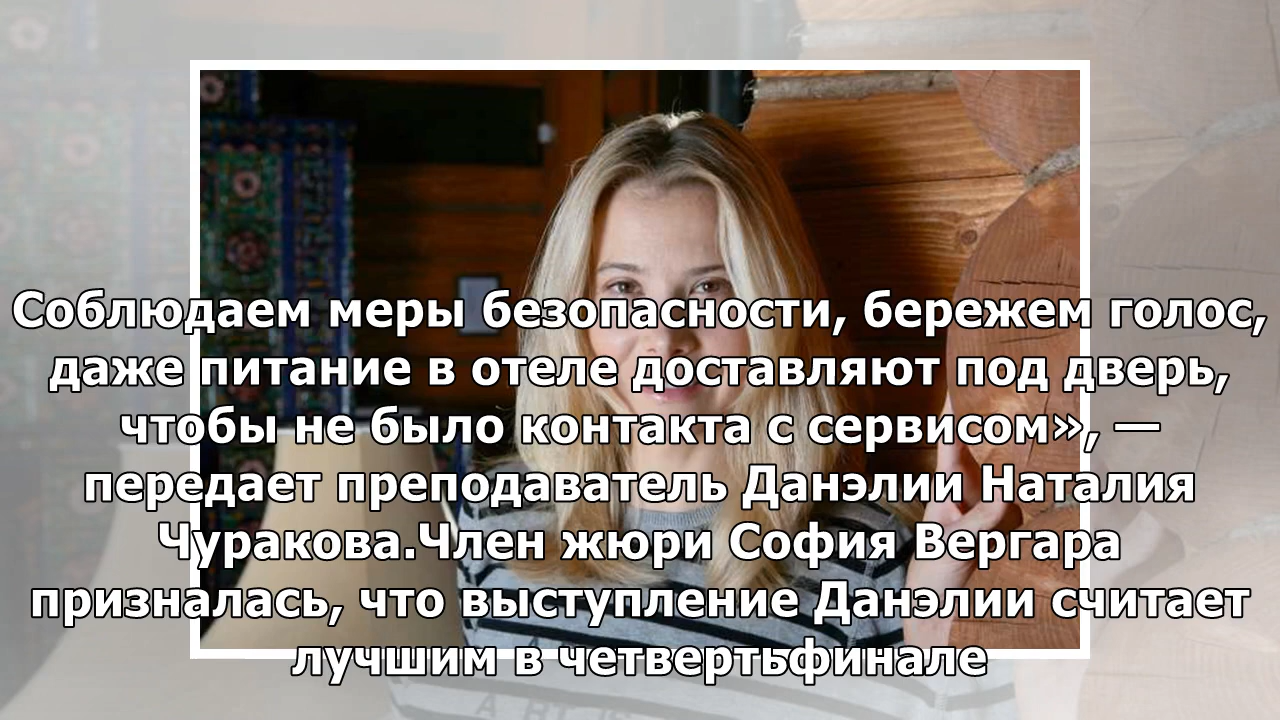 Соблюдаем меры безопасности, бережем голос,
даже питание в отеле доставляют под дверь,
чтобы не было контакта с сервисом», —
передает преподаватель Данэлии Наталия
Чуракова.Член жюри София Вергара
призналась, что выступление Данэлии считает
лучшим в четвертьфинале